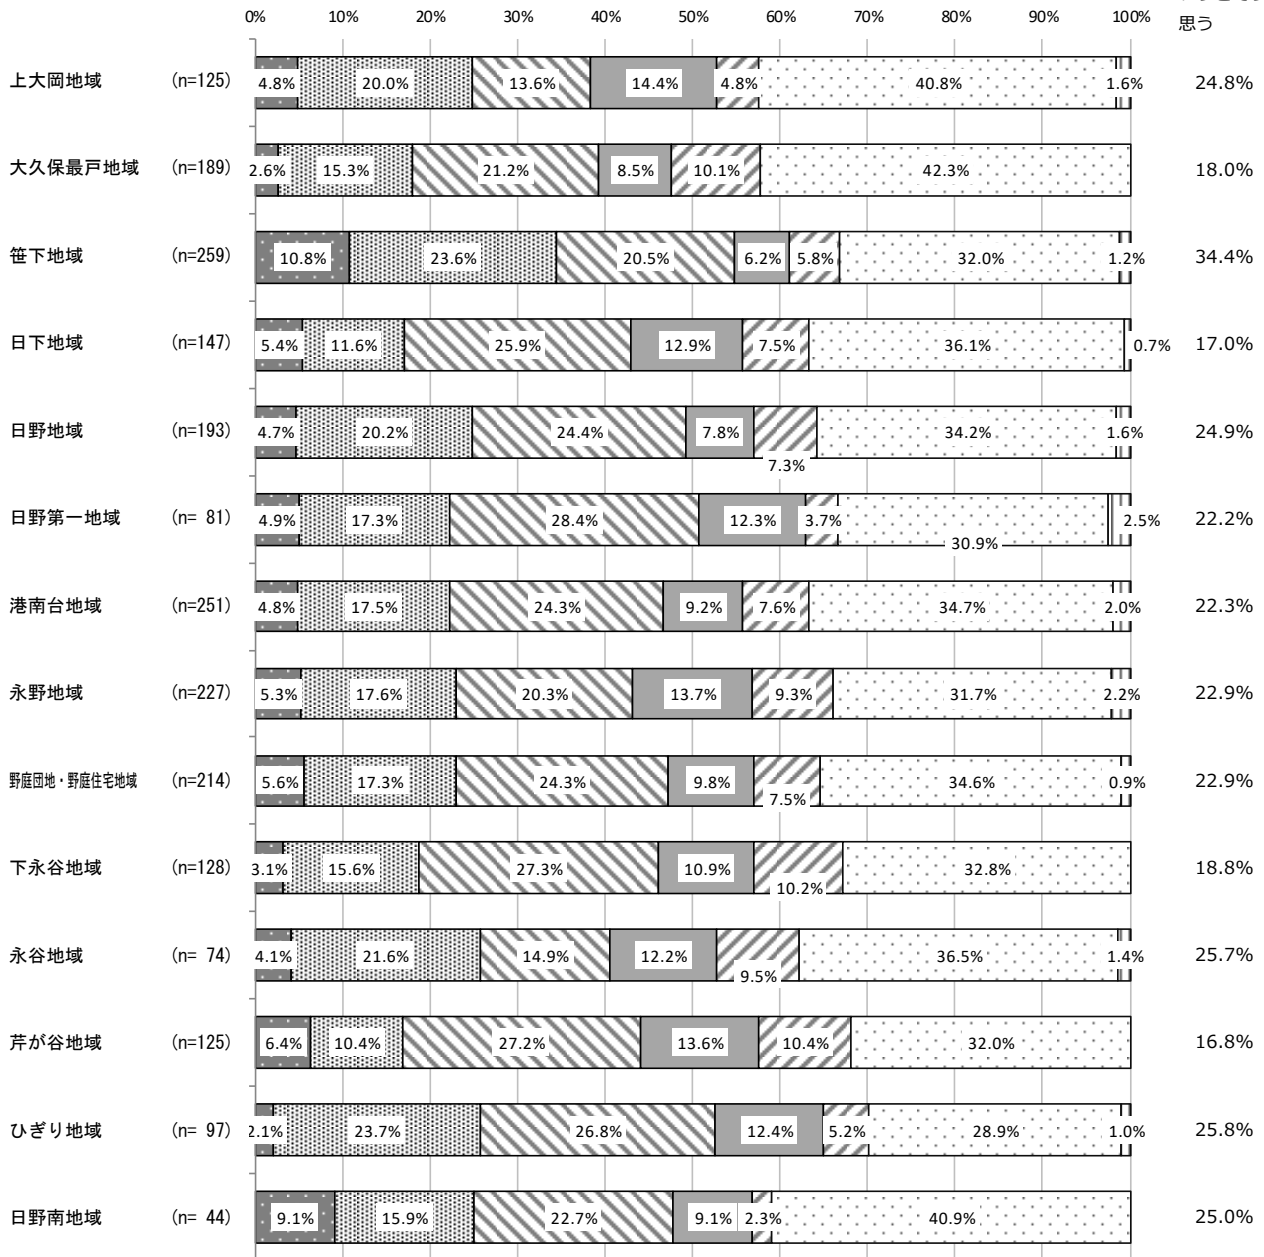 0% 10% 20% 30% 40% 50% 60% 70% 80% 90% 100%
思う
上大岡地域 (n=125) 4.8% 20.0% 13.6% 14.4% 4.8% 40.8% 1.6% 24.8%
大久保最戸地域 (n=189) 2.6% 15.3% 21.2% 8.5% 10.1% 42.3% 18.0%
笹下地域 (n=259) 10.8% 23.6% 20.5% 6.2% 5.8% 32.0% 1.2% 34.4%
日下地域 (n=147) 5.4% 11.6% 25.9% 12.9% 7.5% 36.1% 0.7% 17.0%
日野地域 (n=193) 4.7% 20.2% 24.4% 7.8% 7.3% 34.2% 1.6% 24.9%
日野第一地域 (n= 81) 4.9% 17.3% 28.4% 12.3% 3.7% 30.9% 2.5% 22.2%
港南台地域 (n=251) 4.8% 17.5% 24.3% 9.2% 7.6% 34.7% 2.0% 22.3%
永野地域 (n=227) 5.3% 17.6% 20.3% 13.7% 9.3% 31.7% 2.2% 22.9%
野庭団地・野庭住宅地域 (n=214) 5.6% 17.3% 24.3% 9.8% 7.5% 34.6% 0.9% 22.9%
下永谷地域 (n=128) 3.1% 15.6% 27.3% 10.9% 10.2% 32.8% 18.8%
永谷地域 (n= 74) 4.1% 21.6% 14.9% 12.2% 9.5% 36.5% 1.4% 25.7%
芹が谷地域 (n=125) 6.4% 10.4% 27.2% 13.6% 10.4% 32.0% 16.8%
ひぎり地域 (n= 97) 2.1% 23.7% 26.8% 12.4% 5.2% 28.9% 1.0% 25.8%
日野南地域 (n= 44) 9.1% 15.9% 22.7% 9.1% 2.3% 40.9% 25.0%